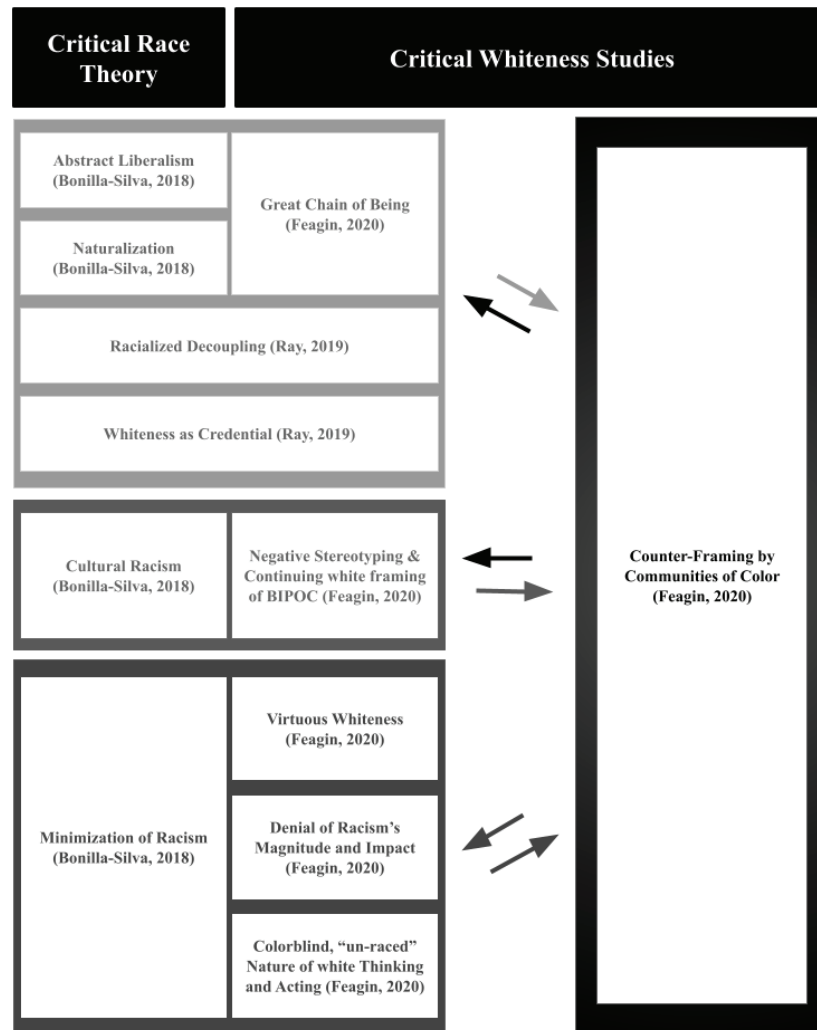 Critical Race
Theory
Critical Whiteness Studies
Abstract Liberalism
(Bonilla-Silva, 2018)
Great Chain of Being
(Feagin, 2020)
Naturalization
(Bonilla-Silva, 2018)
Racialized Decoupling (Ray, 2019)
Whiteness as Credential (Ray, 2019)
Cultural Racism
(Bonilla-Silva, 2018)
Negative Stereotyping &
Continuing white framing
of BIPOC (Feagin, 2020)
Counter-Framing by
Communities of Color
(Feagin, 2020)
Minimization of Racism
(Bonilla-Silva, 2018)
Virtuous Whiteness
(Feagin, 2020)
Denial of Racism’s
Magnitude and Impact
(Feagin, 2020)
Colorblind, “un-raced”
Nature of white Thinking
and Acting (Feagin, 2020)